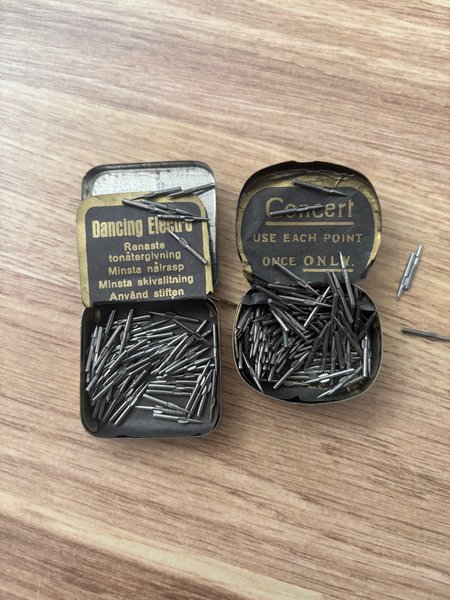 Dancing Electro
Renaste
tonåtergivning
Minsta nålrasp
Minsta skivslitning
Använd stiften
Concert
USE EACH POINT
ONCE ONLY.